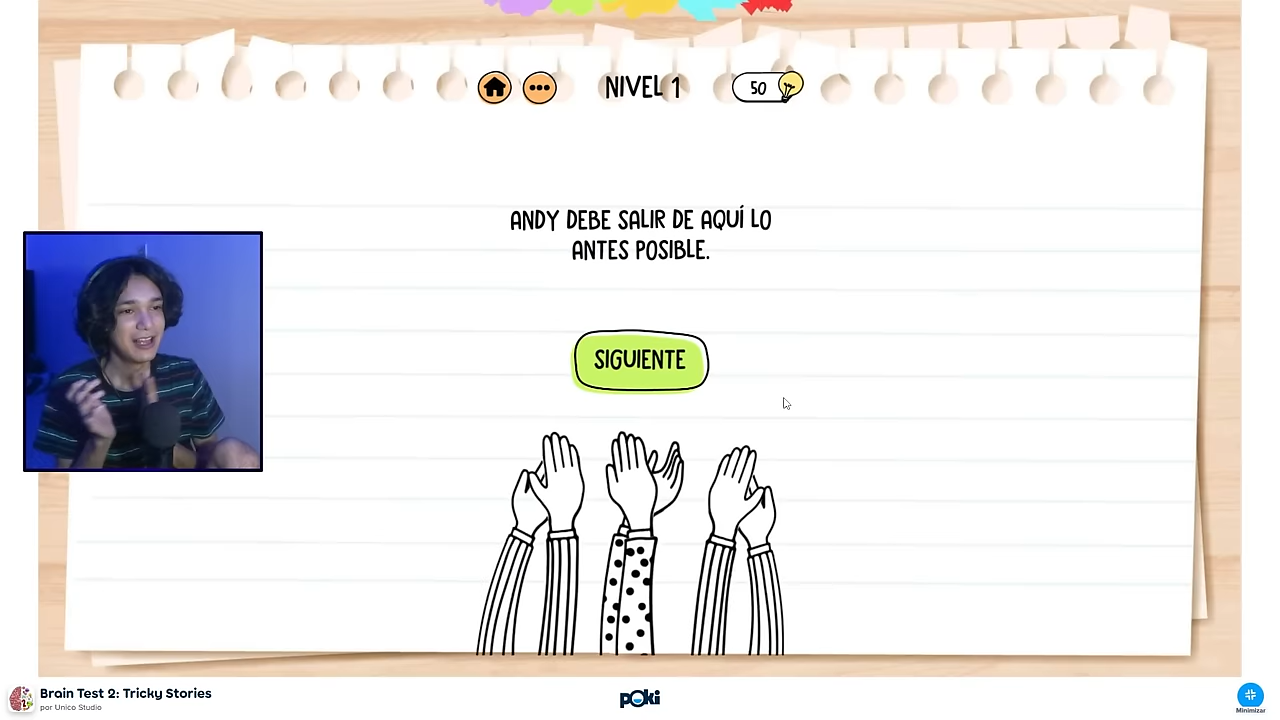 NIVEL 1
50
ANDY DEBE SALIR DE AQUÍ LO
ANTES POSIBLE.
SIGUIENTE
Brain Test 2: Tricky Stories
por Unico Studio
poki
Minimizar